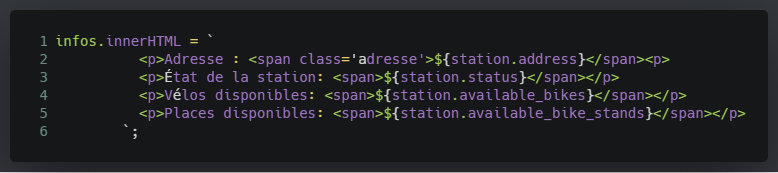 1 infos.innerHTML = `
2 <p>Adresse : <span class='adresse'>${station.address}</span><p>
3 <p>État de la station: <span>${station.status}</span></p>
4 <p>Vélos disponibles: <span>${station.available_bikes}</span></p>
5 <p>Places disponibles: <span>${station.available_bike_stands}</span></p>
6 `;